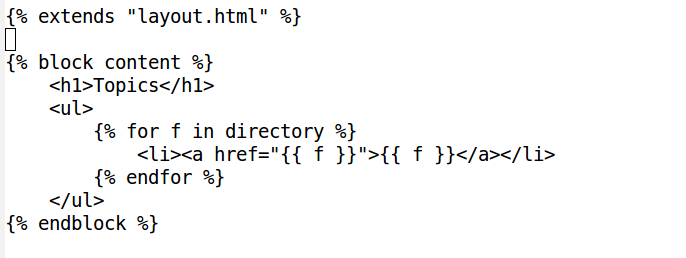 {% extends "layout.html" %}
{% block content %}
    <h1>Topics</h1>
    <ul>
        {% for f in directory %}
            <li><a href="{{ f }}">{{ f }}</a></li>
        {% endfor %}
    </ul>
{% endblock %}